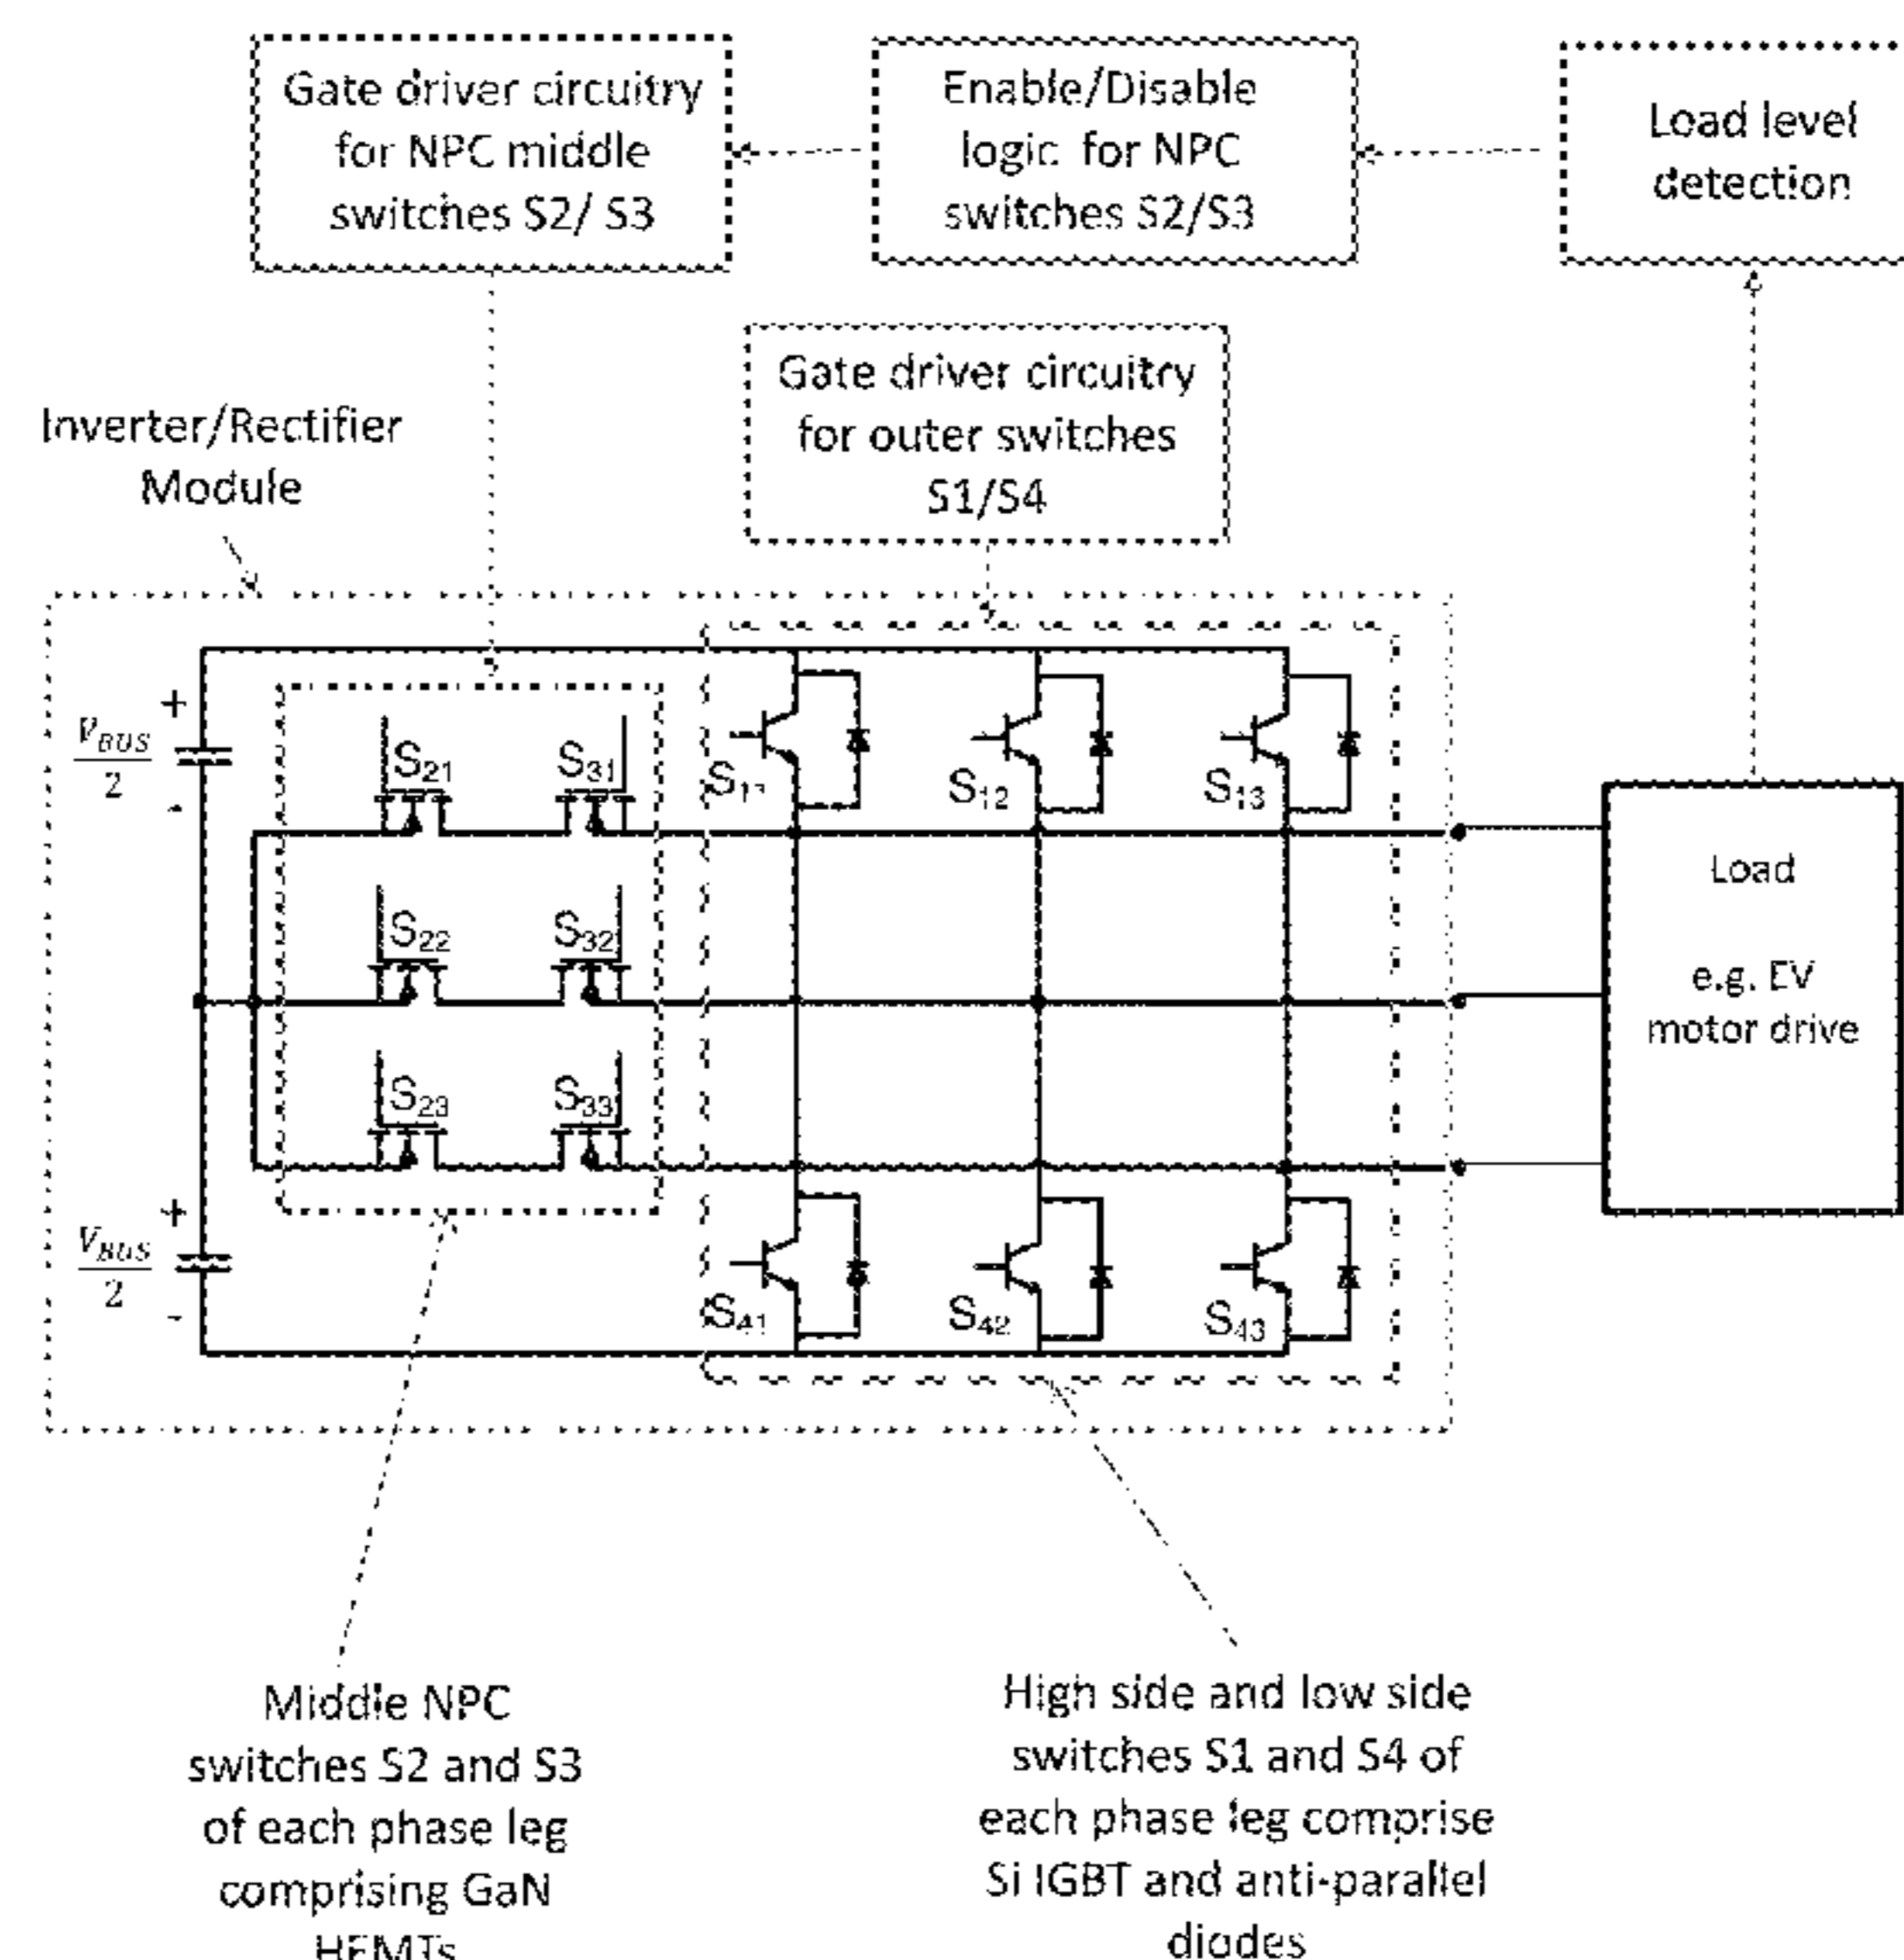 Gate driver circuitry
for NPC middle
switches S2/ S3
Enable/Disable
logic for NPC
switches S2/S3
Load level
detection
Gate driver circuitry
for outer switches
S1/S4
Inverter/Rectifier
Module
+
V_BUS
2
-
S21
S31
S12
S13
Load
e.g. EV
motor drive
S22
S32
S23
S33
+
V_BUS
2
-
S41
S42
S43
Middle NPC
switches S2 and S3
of each phase leg
comprising GaN
HEMTs
High side and low side
switches S1 and S4 of
each phase leg comprise
Si IGBT and anti-parallel
diodes